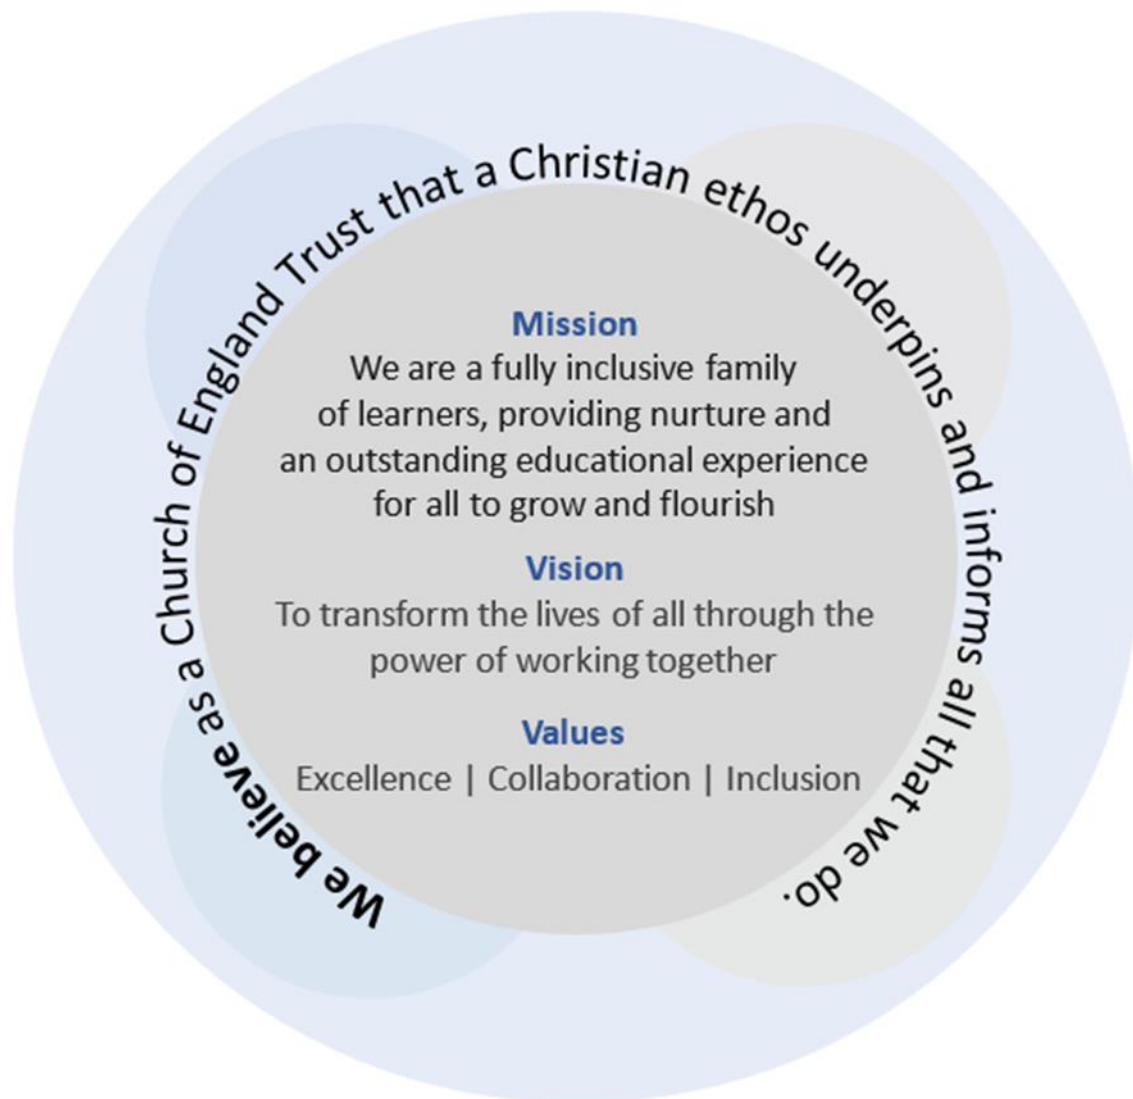 We believe as a Church of England Trust that a Christian ethos underpins and informs all that we do.
Mission
We are a fully inclusive family
of learners, providing nurture and
an outstanding educational experience
for all to grow and flourish
Vision
To transform the lives of all through the
power of working together
Values
Excellence | Collaboration | Inclusion